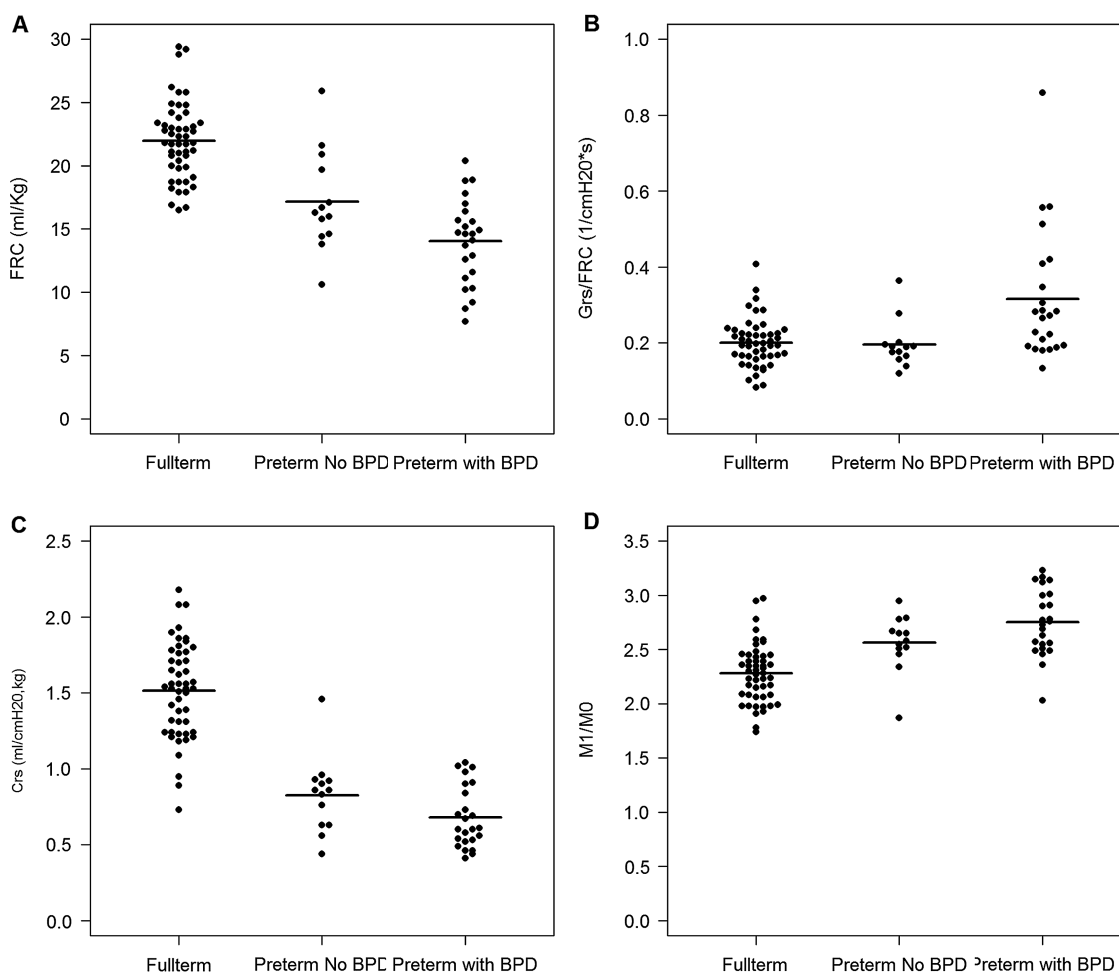 A
FRC (ml/Kg)
30
25
20
15
10
5
0
Fullterm
Preterm No BPD
Preterm with BPD
B
Grs/FRC (1/cmH20*s)
1.0
0.8
0.6
0.4
0.2
0.0
Fullterm
Preterm No BPD
Preterm with BPD
C
Crs (ml/cmH20,kg)
2.5
2.0
1.5
1.0
0.5
0.0
Fullterm
Preterm No BPD
Preterm with BPD
D
M1/M0
3.5
3.0
2.5
2.0
1.5
1.0
0.5
0.0
Fullterm
Preterm No BPD
Preterm with BPD